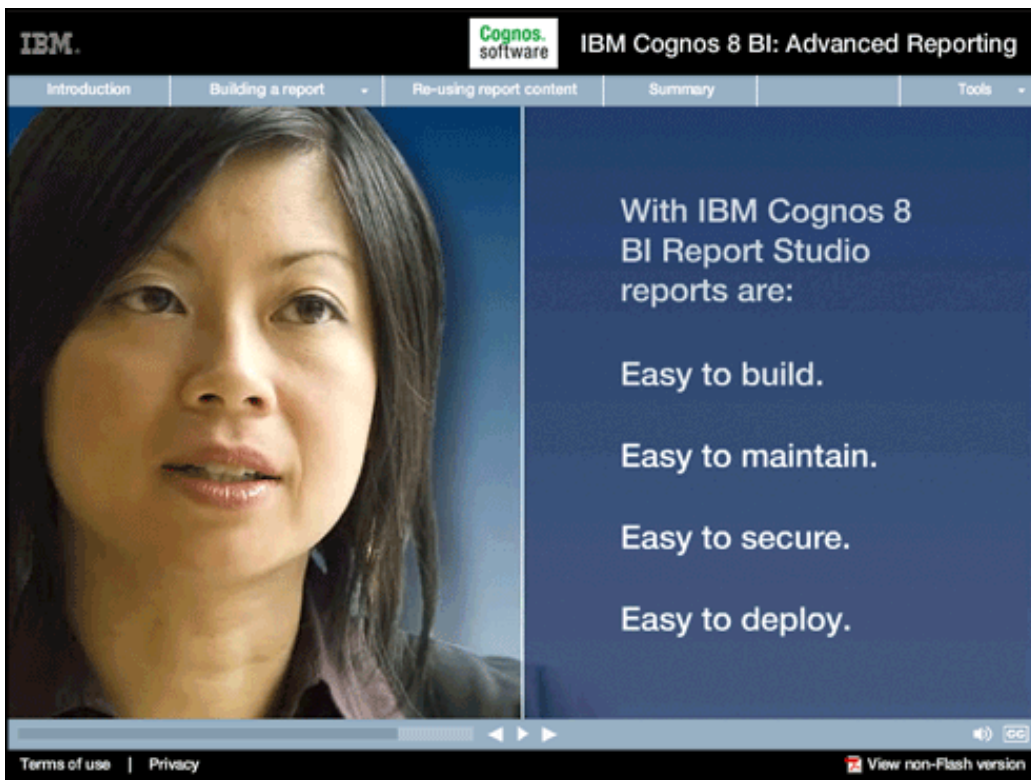 IBM.
Cognos.
software
IBM Cognos 8 BI: Advanced Reporting
Introduction
Building a report
Re-using report content
Summary
Tools
With IBM Cognos 8
BI Report Studio
reports are:
Easy to build.
Easy to maintain.
Easy to secure.
Easy to deploy.
CC
Terms of use | Privacy
View non-Flash version